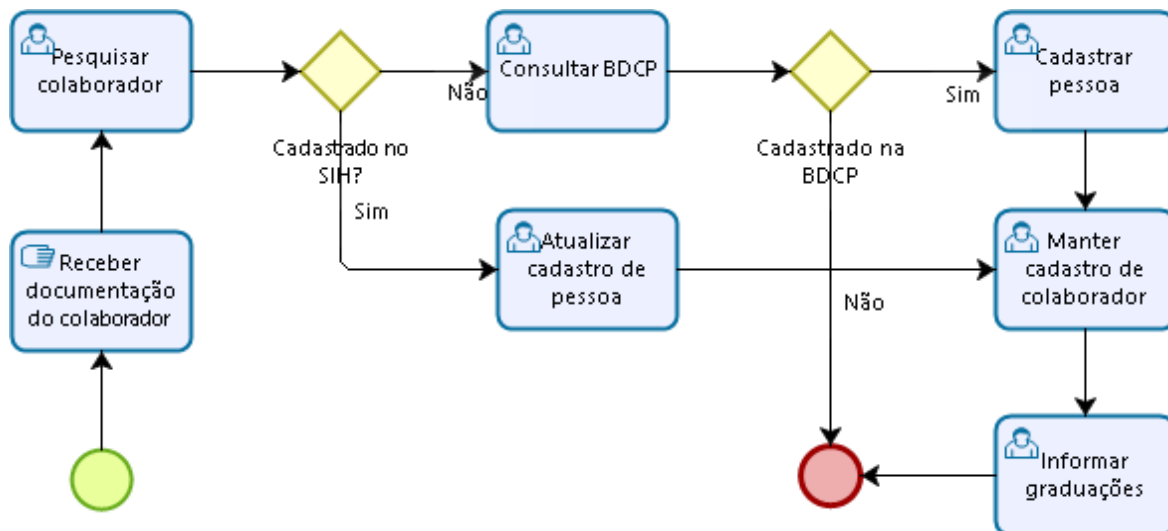 Pesquisar
colaborador
Cadastrado no
SIH?
Não
Sim
Consultar BDCP
Cadastrado na
BDCP
Sim
Não
Cadastrar
pessoa
Receber
documentação
do colaborador
Atualizar
cadastro de
pessoa
Manter
cadastro de
colaborador
Informar
graduações